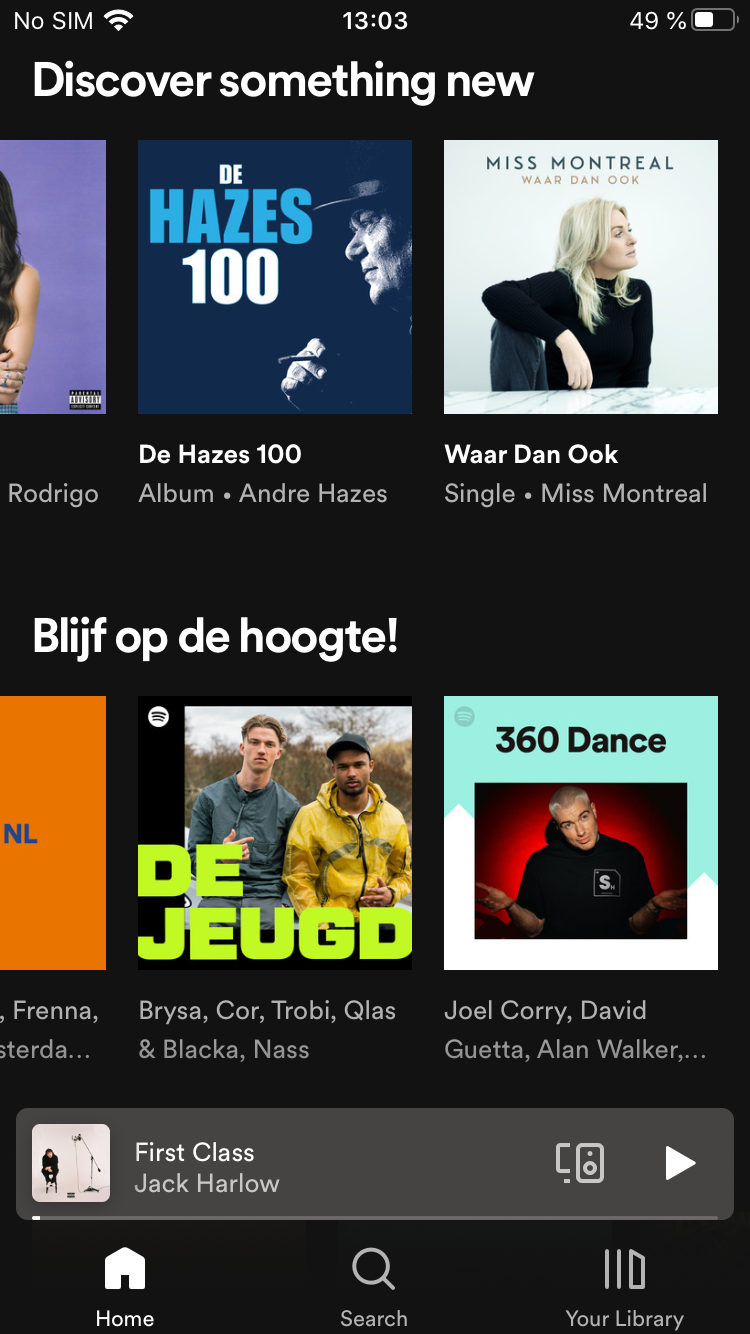 No SIM 13:03 49 %
Discover something new
DE
HAZES
100
MISS MONTREAL
WAAR DAN OOK
PARENTAL
ADVISORY
EXPLICIT CONTENT
Rodrigo
De Hazes 100
Album • Andre Hazes
Waar Dan Ook
Single • Miss Montreal
Blijf op de hoogte!
NL
DE
JEUGD
360 Dance
, Frenna,
sterda...
Brysa, Cor, Trobi, Qlas
& Blacka, Nass
Joel Corry, David
Guetta, Alan Walker,...
First Class
Jack Harlow
Home
Search
Your Library